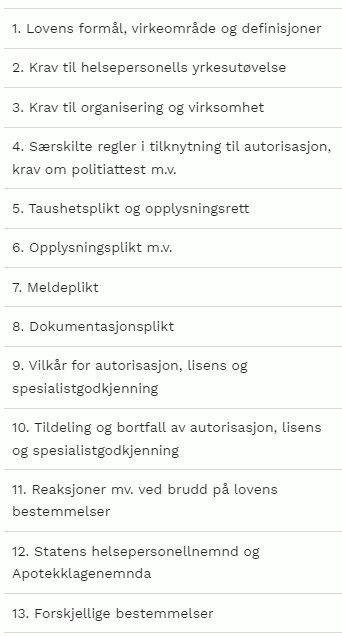 1. Lovens formål, virkeområde og definisjoner
2. Krav til helsepersonells yrkesutøvelse
3. Krav til organisering og virksomhet
4. Særskilte regler i tilknytning til autorisasjon,
krav om politiattest m.v.
5. Taushetsplikt og opplysningsrett
6. Opplysningsplikt m.v.
7. Meldeplikt
8. Dokumentasjonsplikt
9. Vilkår for autorisasjon, lisens og
spesialistgodkjenning
10. Tildeling og bortfall av autorisasjon, lisens
og spesialistgodkjenning
11. Reaksjoner mv. ved brudd på lovens
bestemmelser
12. Statens helsepersonellnemnd og
Apotekklagenemnda
13. Forskjellige bestemmelser